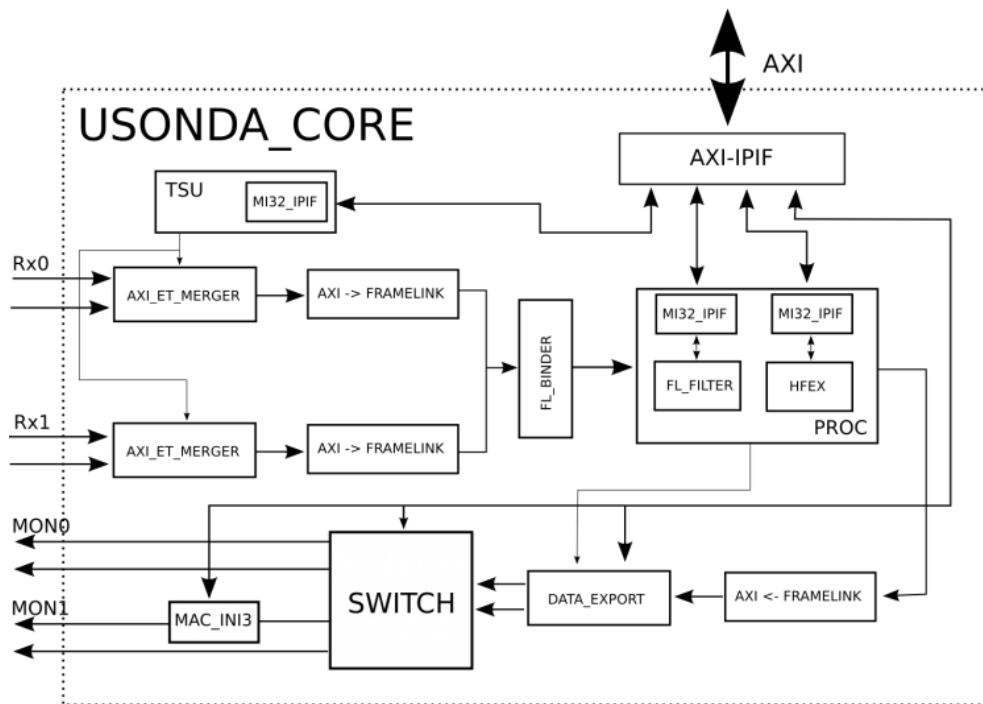 AXI
USONDA_CORE
AXI-IPIF
TSU
MI32_IPIF
Rx0
AXI_ET_MERGER
AXI -> FRAMELINK
FL_BINDER
MI32_IPIF
MI32_IPIF
FL_FILTER
HFEX
PROC
Rx1
AXI_ET_MERGER
AXI -> FRAMELINK
MON0
SWITCH
DATA_EXPORT
AXI <- FRAMELINK
MON1
MAC_INI3